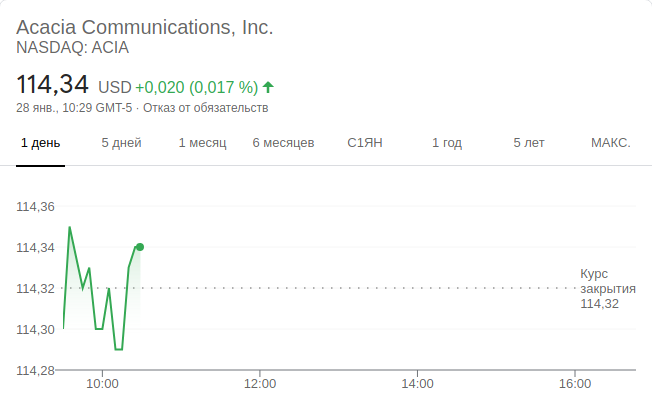 Acacia Communications, Inc.
NASDAQ: ACIA
114,34 USD +0,020 (0,017 %)
28 янв., 10:29 GMT-5 · Отказ от обязательств
1 день 5 дней 1 месяц 6 месяцев С1ЯН 1 год 5 лет МАКС.
114,36
114,34
114,32
114,30
114,28
Курс
закрытия
114,32
10:00 12:00 14:00 16:00